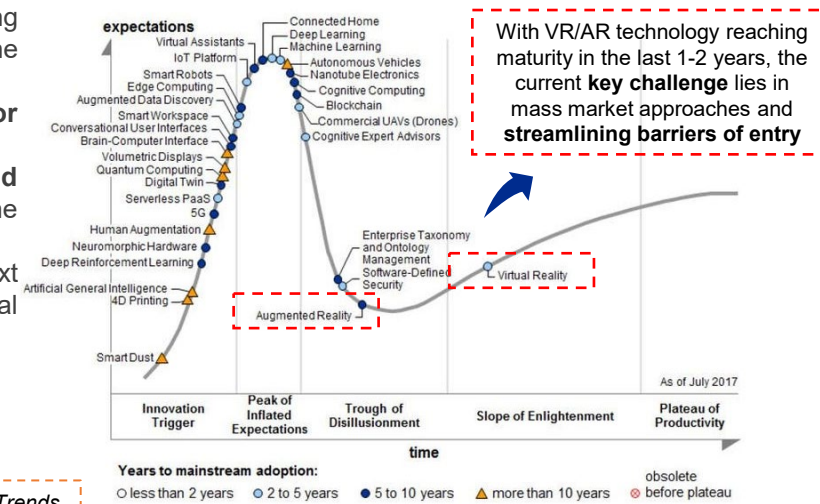 ng
ne
or
d
ne
xt
al
Trends
expectations
Connected Home
Deep Learning
Machine Learning
Virtual Assistants
IoT Platform
Autonomous Vehicles
Nanotube Electronics
Smart Robots
Edge Computing
Cognitive Computing
Augmented Data Discovery
Blockchain
Smart Workspace
Commercial UAVs (Drones)
Conversational User Interfaces
Cognitive Expert Advisors
Brain-Computer Interface
Volumetric Displays
Quantum Computing
Digital Twin
Serverless PaaS
5G
Human Augmentation
Neuromorphic Hardware
Deep Reinforcement Learning
Artificial General Intelligence
4D Printing
Smart Dust
Enterprise Taxonomy
and Ontology
Management
Software-Defined
Security
Augmented Reality
Virtual Reality
With VR/AR technology reaching
maturity in the last 1-2 years, the
current key challenge lies in
mass market approaches and
streamlining barriers of entry
As of July 2017
Innovation
Trigger
Peak of
Inflated
Expectations
Trough of
Disillusionment
Slope of Enlightenment
Plateau of
Productivity
time
Years to mainstream adoption:
less than 2 years
2 to 5 years
5 to 10 years
more than 10 years
obsolete
before plateau